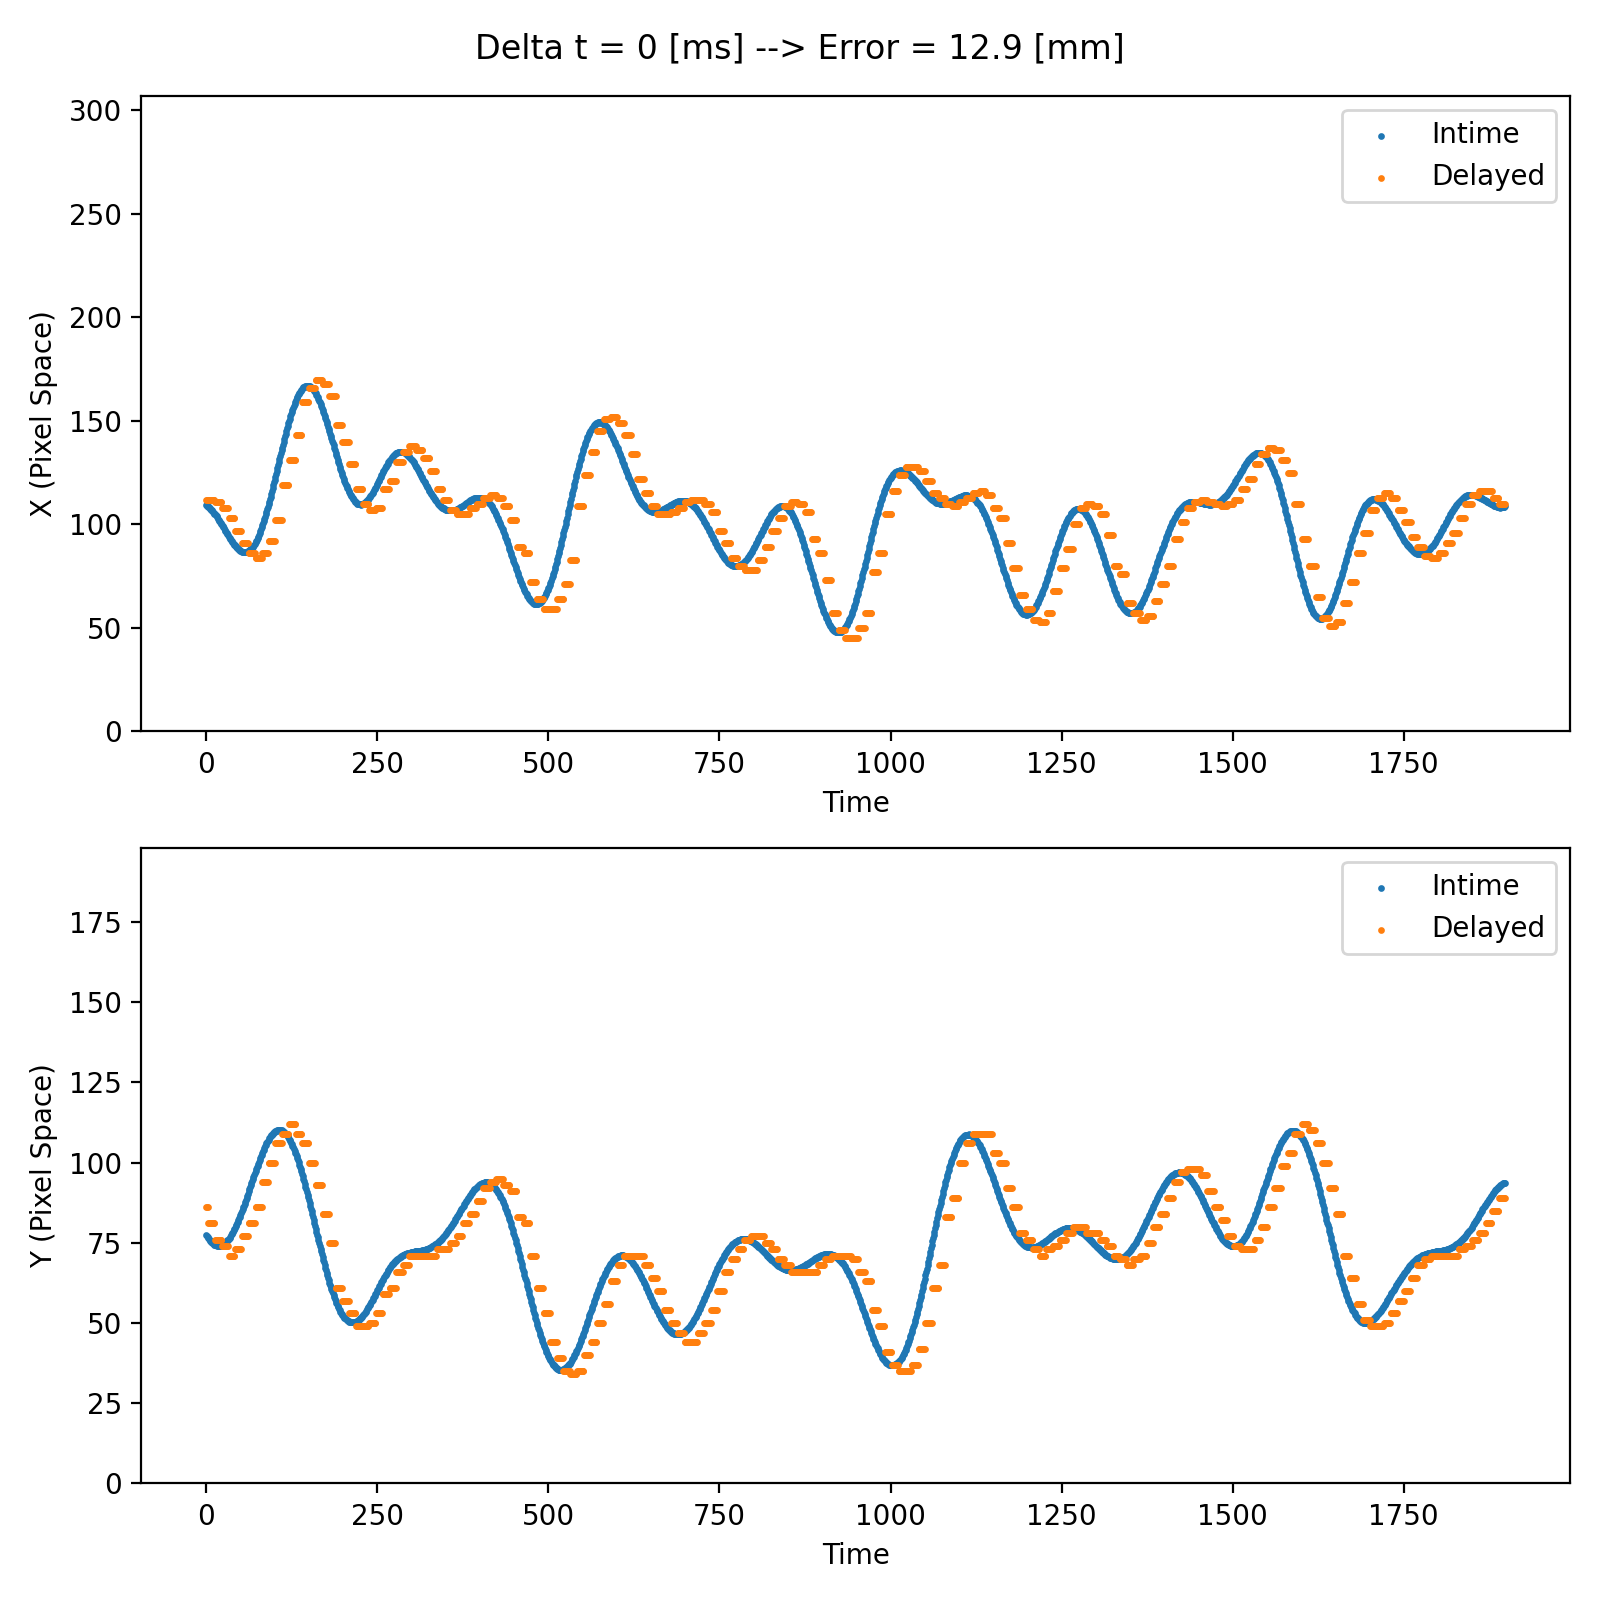 Delta t = 0 [ms] --> Error = 12.9 [mm]
300
250
200
150
100
50
0
X (Pixel Space)
Intime
Delayed
0 250 500 750 1000 1250 1500 1750
Time
175
150
125
100
75
50
25
0
Y (Pixel Space)
Intime
Delayed
0 250 500 750 1000 1250 1500 1750
Time